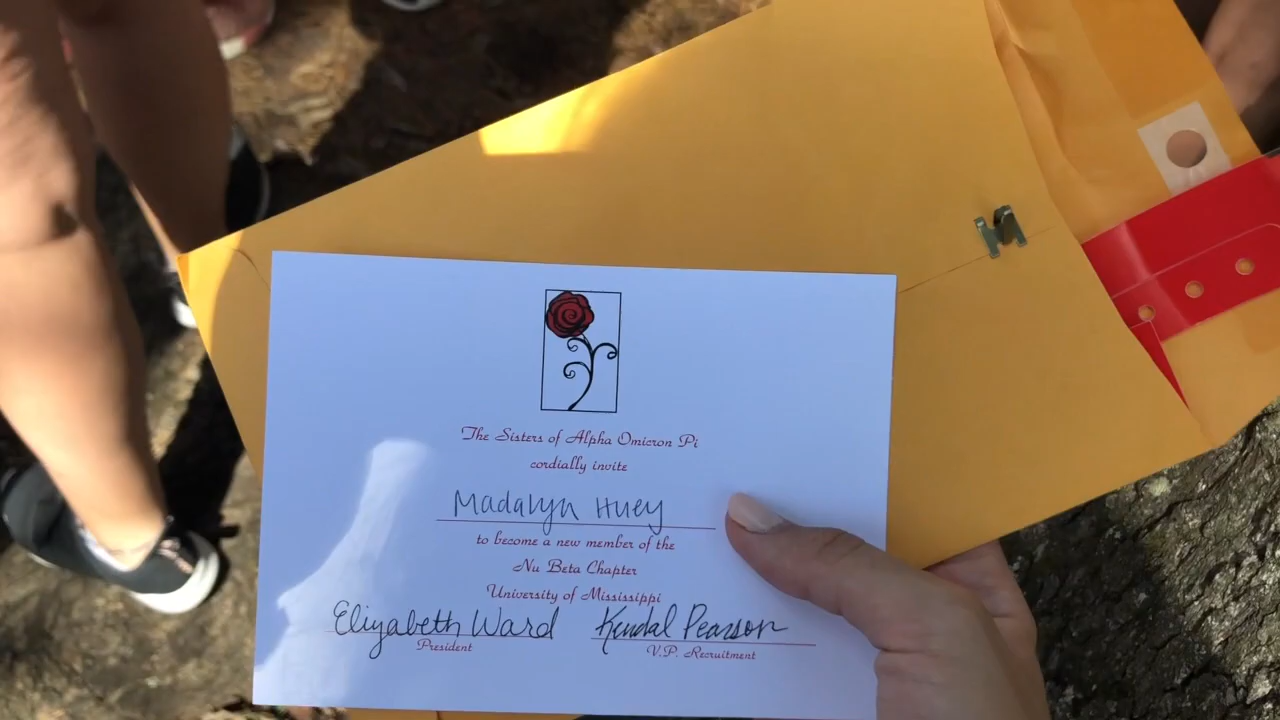 The Sisters of Alpha Omicron Pi
cordially invite
Madalyn Huey
to become a new member of the
Nu Beta Chapter
University of Mississippi
Elizabeth Ward Kendal Pearson
President V.P. Recruitment